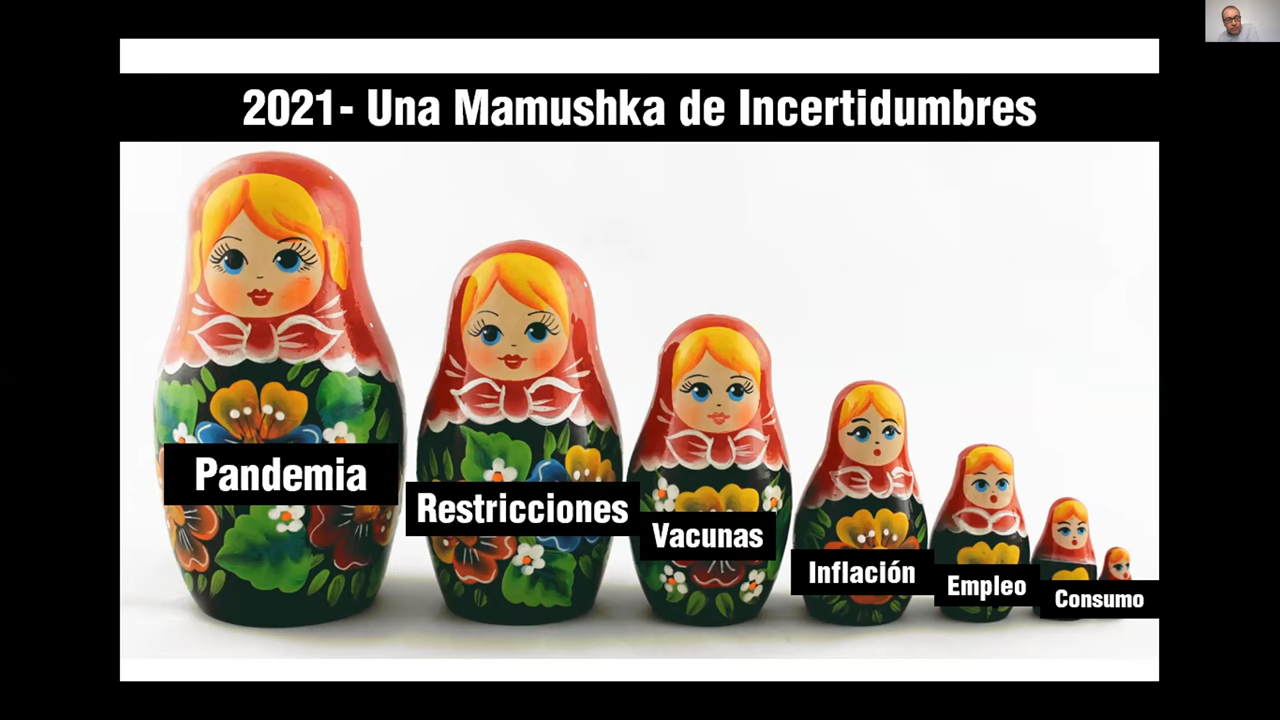 2021- Una Mamushka de Incertidumbres
Pandemia
Restricciones
Vacunas
Inflación
Empleo
Consumo